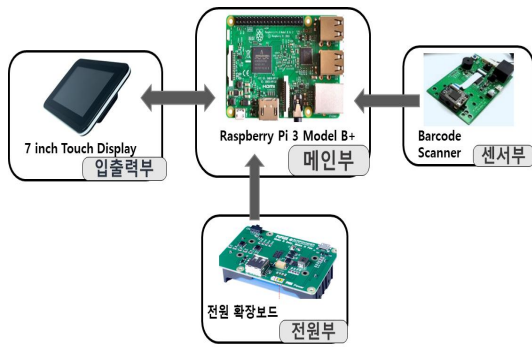 7 inch Touch Display
입출력부
Raspberry Pi 3 Model B+
메인부
Barcode
Scanner
센서부
전원 확장보드
전원부